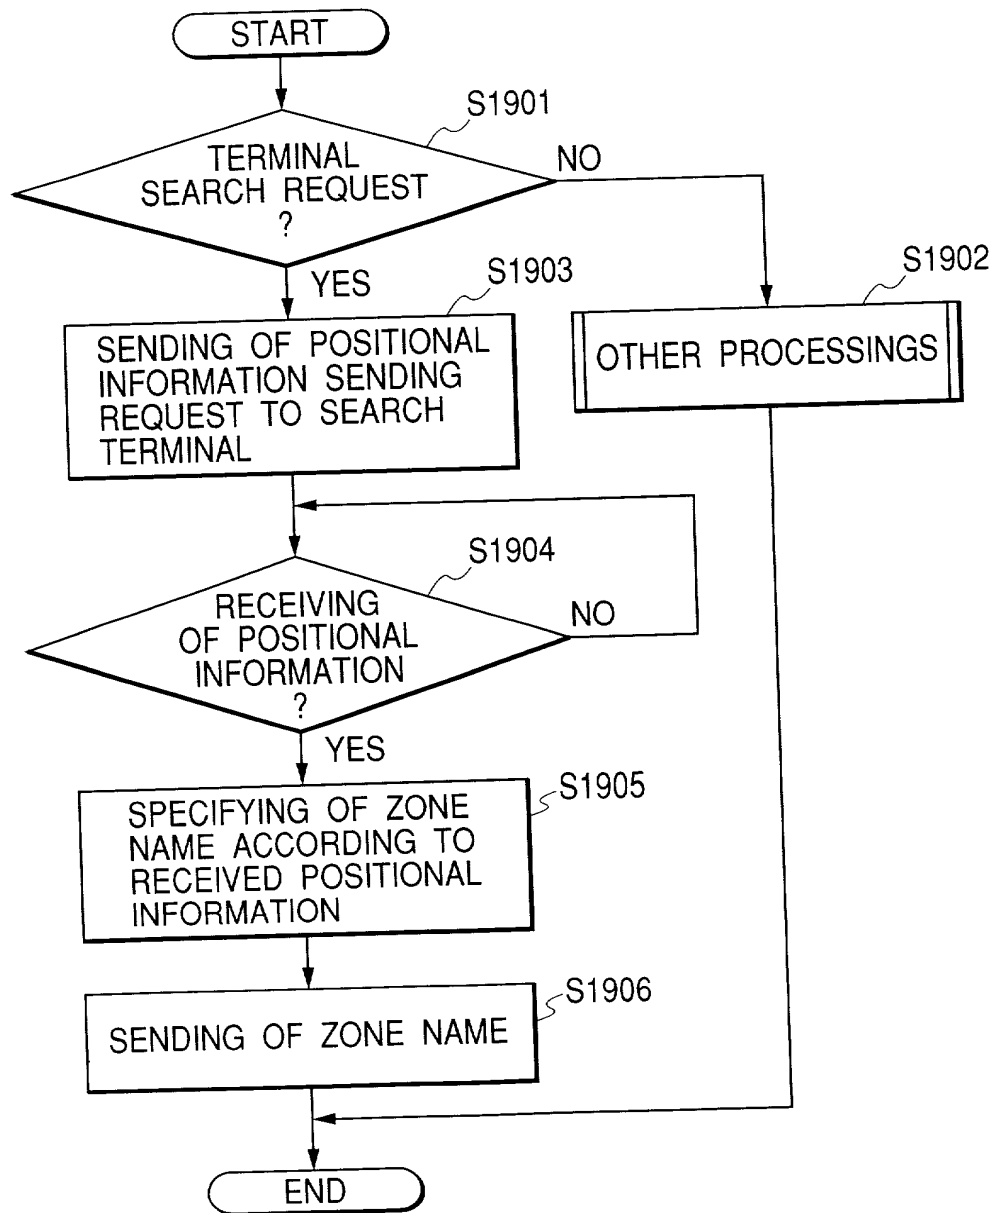 START
S1901
TERMINAL
SEARCH REQUEST
?
NO
YES
S1903
S1902
SENDING OF POSITIONAL
INFORMATION SENDING
REQUEST TO SEARCH
TERMINAL
OTHER PROCESSINGS
S1904
RECEIVING
OF POSITIONAL
INFORMATION
?
NO
YES
S1905
SPECIFYING OF ZONE
NAME ACCORDING TO
RECEIVED POSITIONAL
INFORMATION
S1906
SENDING OF ZONE NAME
END